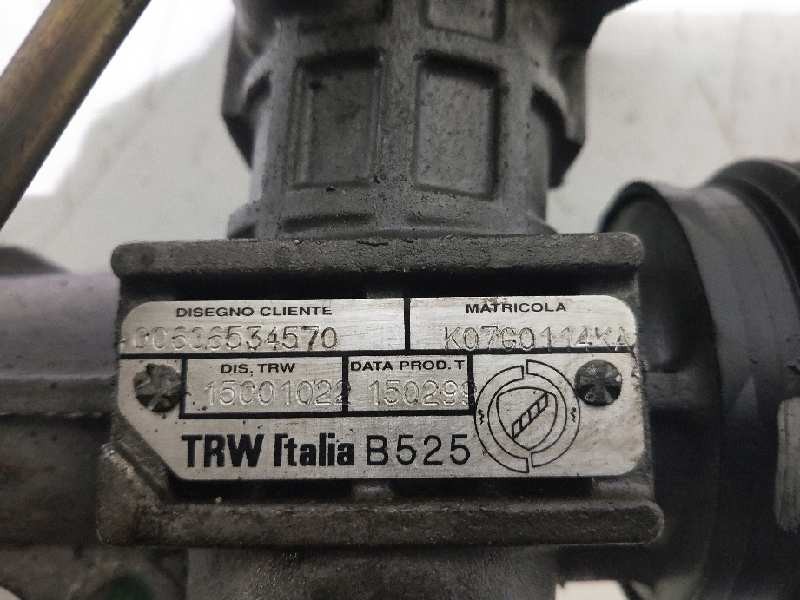 DISEGNO CLIENTE
MATRICOLA
00606534570
K07G0114KA
DIS. TRW
DATA PROD. T
15001022
150299
TRW Italia B525